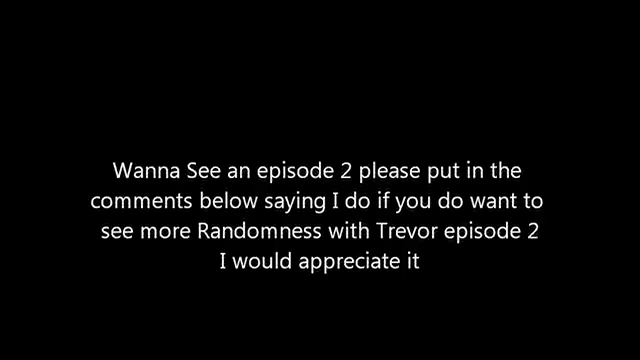 Wanna See an episode 2 please put in the
comments below saying I do if you do want to
see more Randomness with Trevor episode 2
I would appreciate it